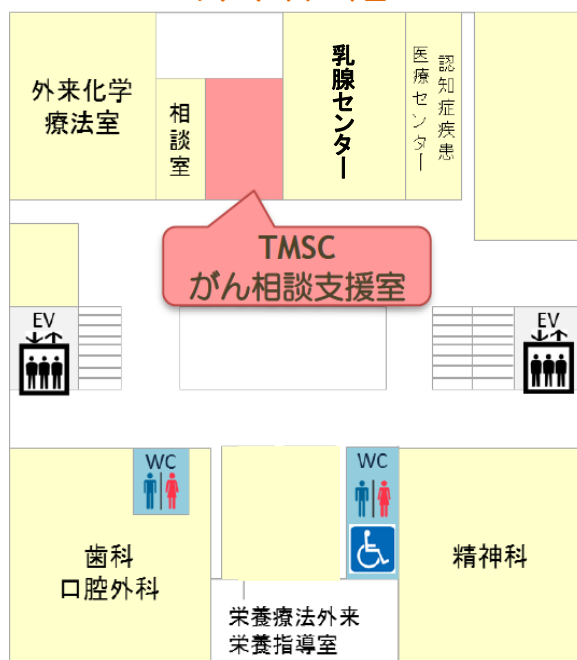 外来化学
療法室
相談室
乳腺センター
認知症疾患
医療センター
TMSC
がん相談支援室
EV
EV
WC
WC
歯科
口腔外科
精神科
栄養療法外来
栄養指導室